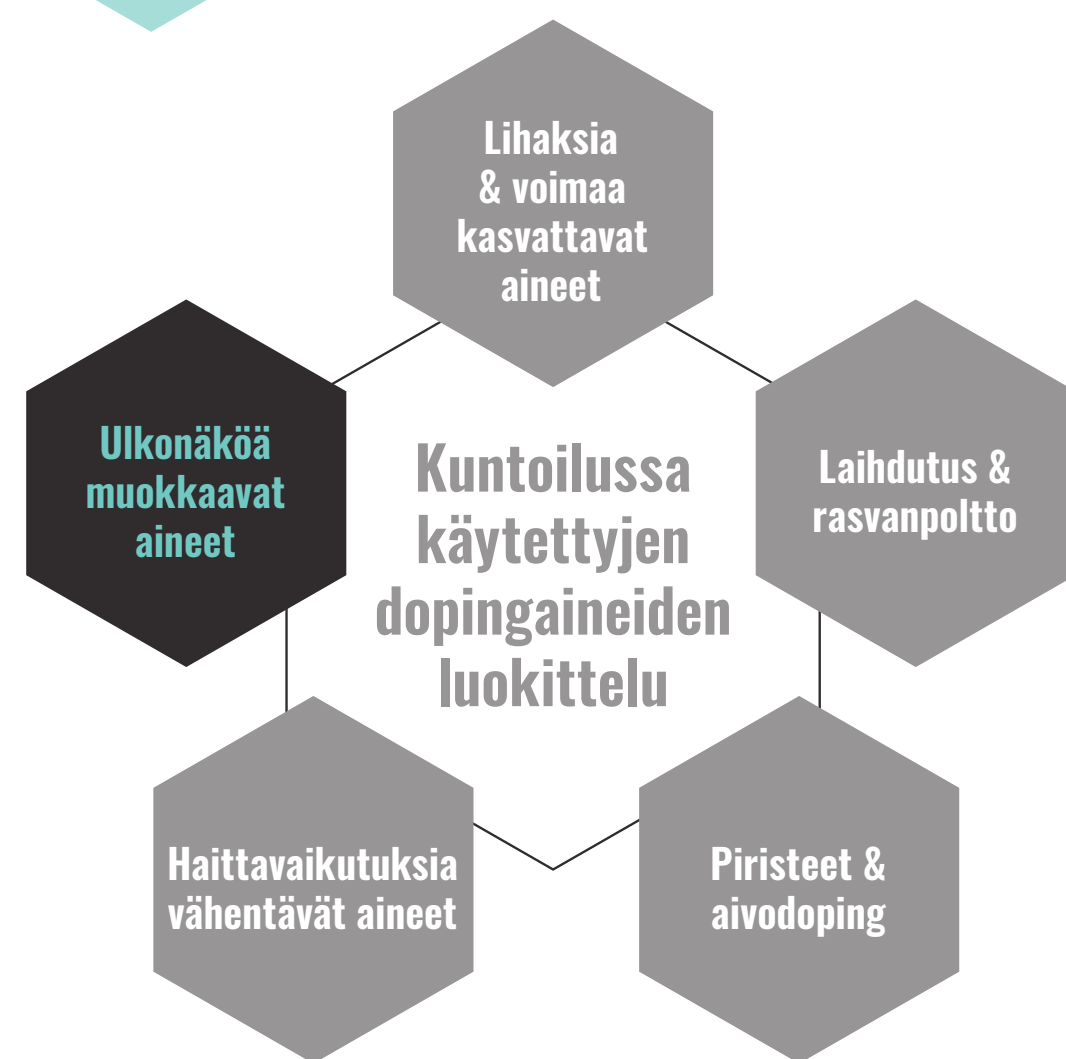 Lihaksia
& voimaa
kasvattavat
aineet
Ulkonäköä
muokkaavat
aineet
Kuntoilussa
käytettyjen
dopingaineiden
luokittelu
Laihdutus &
rasvanpoltto
Haittavaikutuksia
vähentävät aineet
Piristeet &
aivodoping